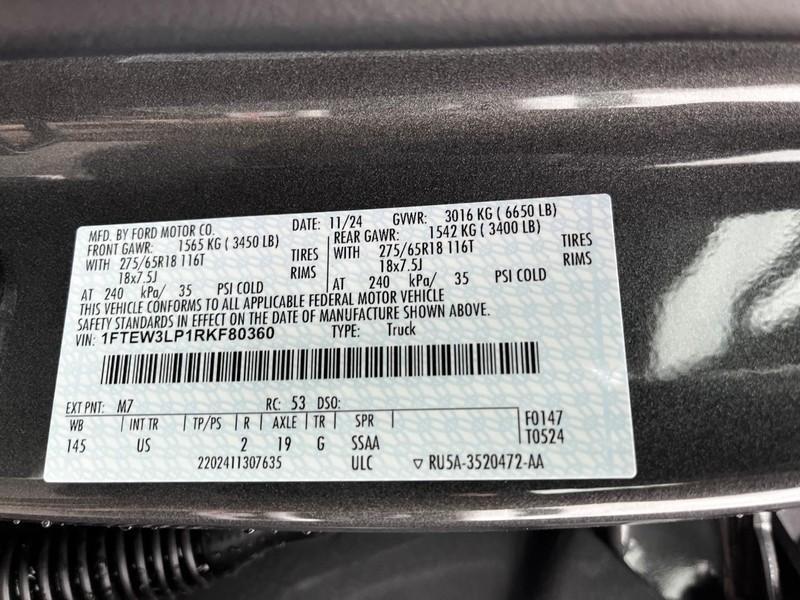 MFD. BY FORD MOTOR CO. DATE: 11/24 GVWR: 3016 KG (6650 LB)
FRONT GAWR: 1565 KG (3450 LB) REAR GAWR: 1542 KG (3400 LB)
WITH 275/65R18 116T TIRES WITH 275/65R18 116T TIRES
18x7.5J RIMS 18x7.5J RIMS
AT 240 kPa/ 35 PSI COLD AT 240 kPa/ 35 PSI COLD
THIS VEHICLE CONFORMS TO ALL APPLICABLE FEDERAL MOTOR VEHICLE
SAFETY STANDARDS IN EFFECT ON THE DATE OF MANUFACTURE SHOWN ABOVE.
VIN: 1FTEW3LP1RKF80360 TYPE: Truck
EXT PNT: M7 RC: 53 DSO:
WB INT TR TP/PS R AXLE TR SPR F0147
145 US 2 19 G SSAA T0524
2202411307635 ULC ▽ RU5A-3520472-AA